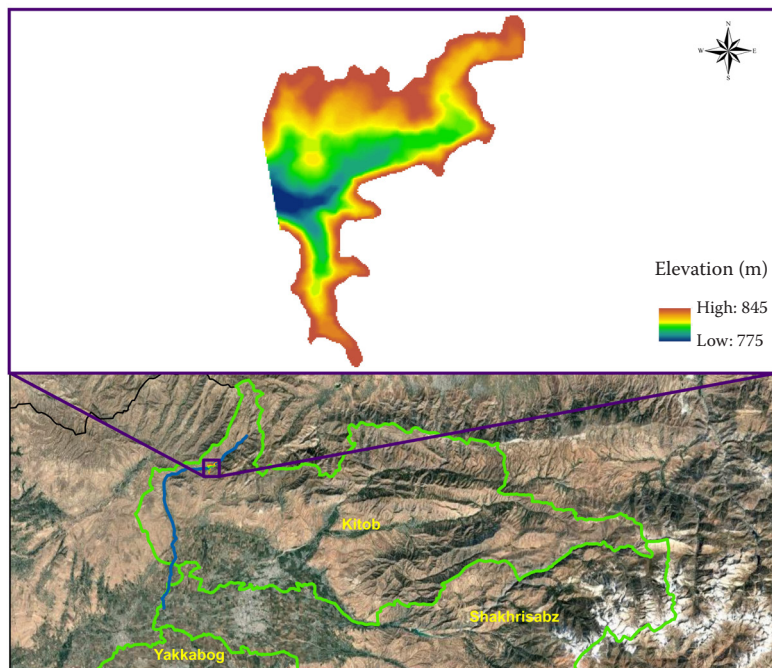 N
W E
S
Elevation (m)
High: 845
Low: 775
Kitob
Shakhrisabz
Yakkabog